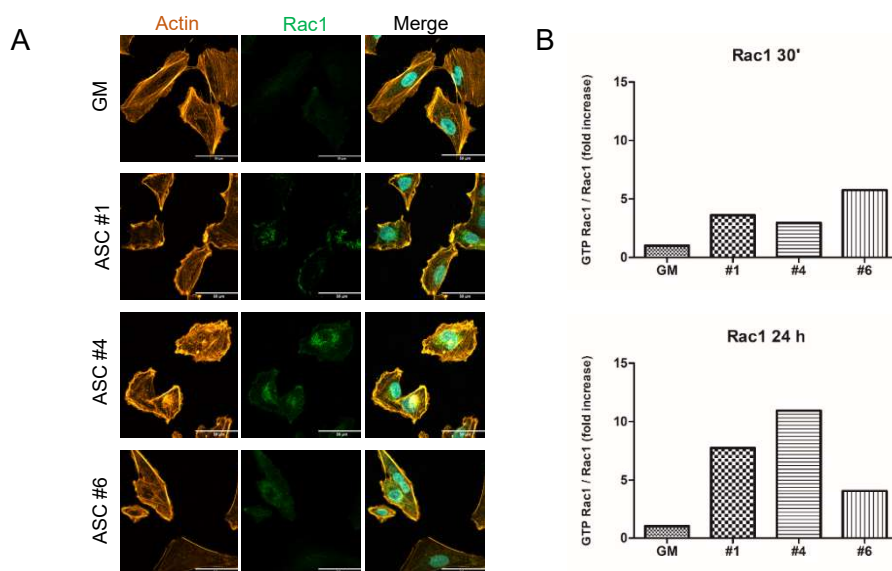 A
Actin
Rac1
Merge
GM
ASC #1
ASC #4
ASC #6
B
Rac1 30'
GTP Rac1 / Rac1 (fold increase)
15
10
5
0
GM
#1
#4
#6
Rac1 24 h
GTP Rac1 / Rac1 (fold increase)
15
10
5
0
GM
#1
#4
#6